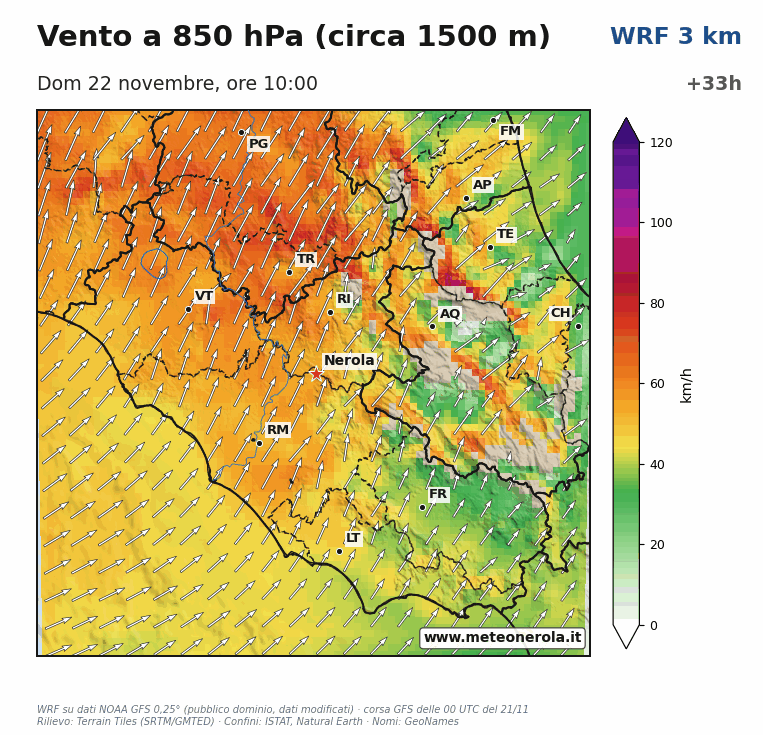 Vento a 850 hPa (circa 1500 m)
WRF 3 km
Dom 22 novembre, ore 10:00
+33h
FM
PG
AP
TE
TR
VT
RI
AQ
CH
Nerola
RM
FR
LT
www.meteonerola.it
120
100
80
60
40
20
0
km/h
WRF su dati NOAA GFS 0,25° (pubblico dominio, dati modificati) · corsa GFS delle 00 UTC del 21/11
Rilievo: Terrain Tiles (SRTM/GMTED) · Confini: ISTAT, Natural Earth · Nomi: GeoNames